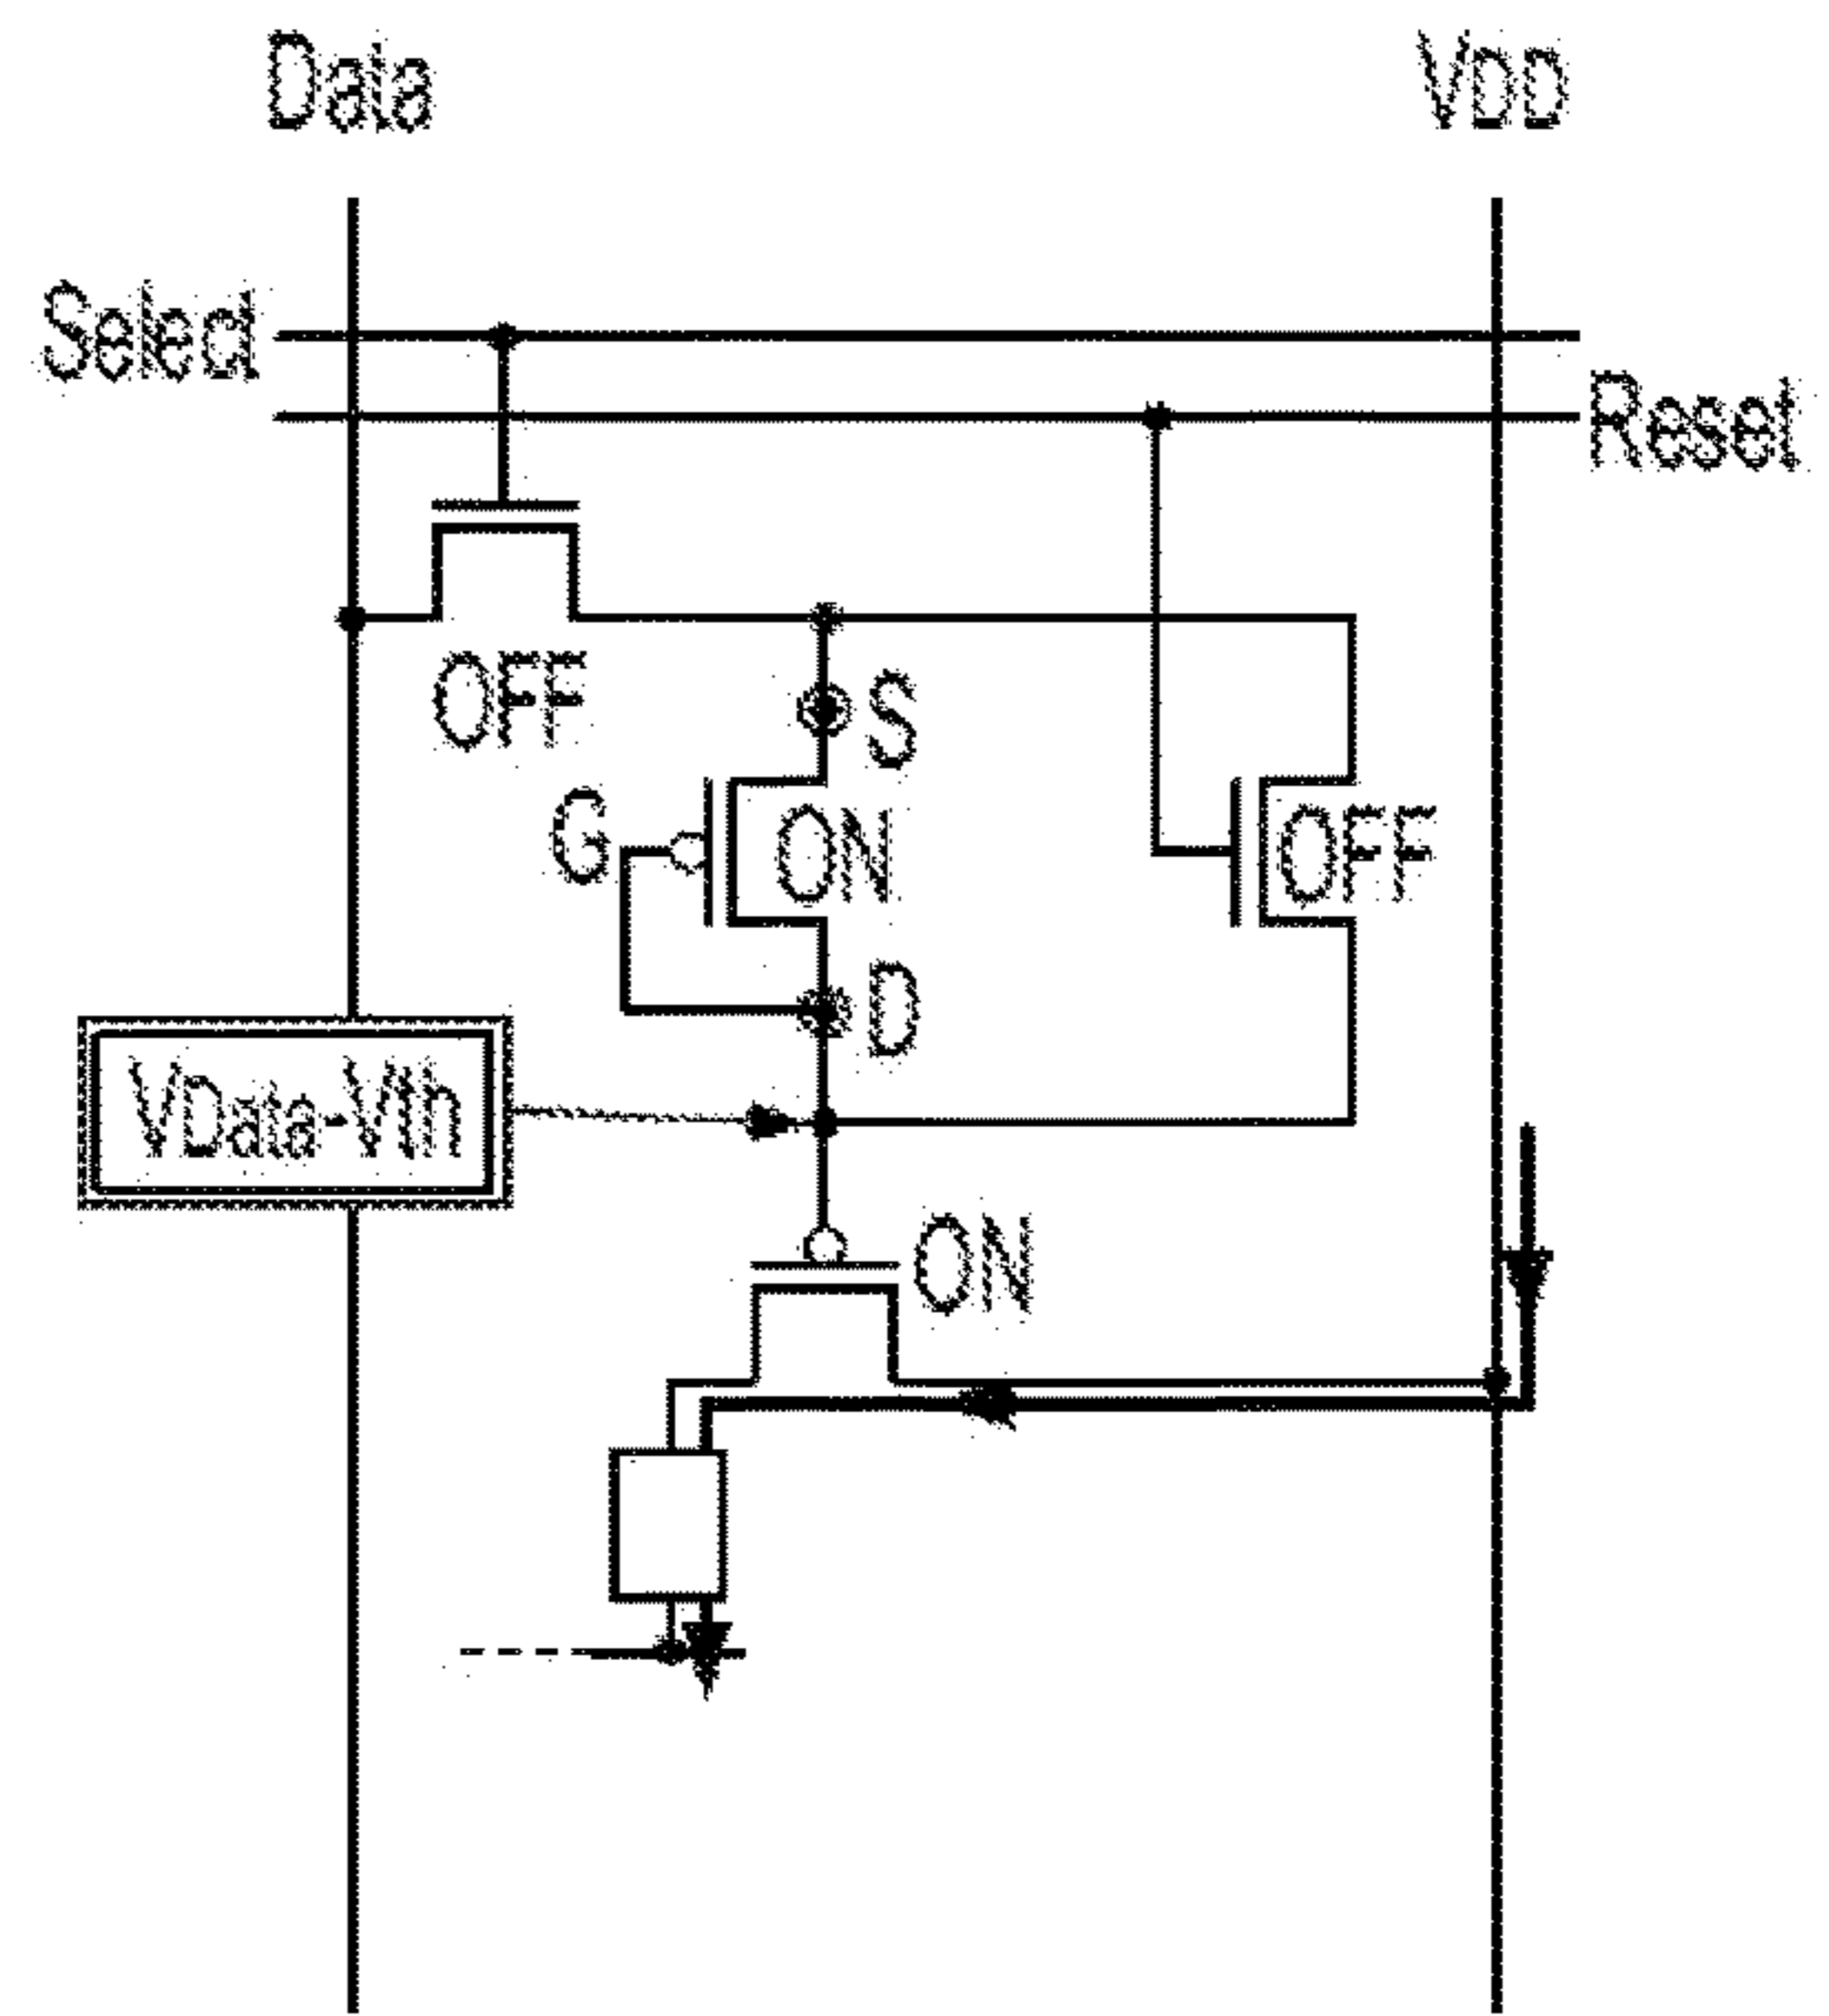 Data
VDD
Select
Reset
OFF
S
G
ON
OFF
D
VData-Vth
ON